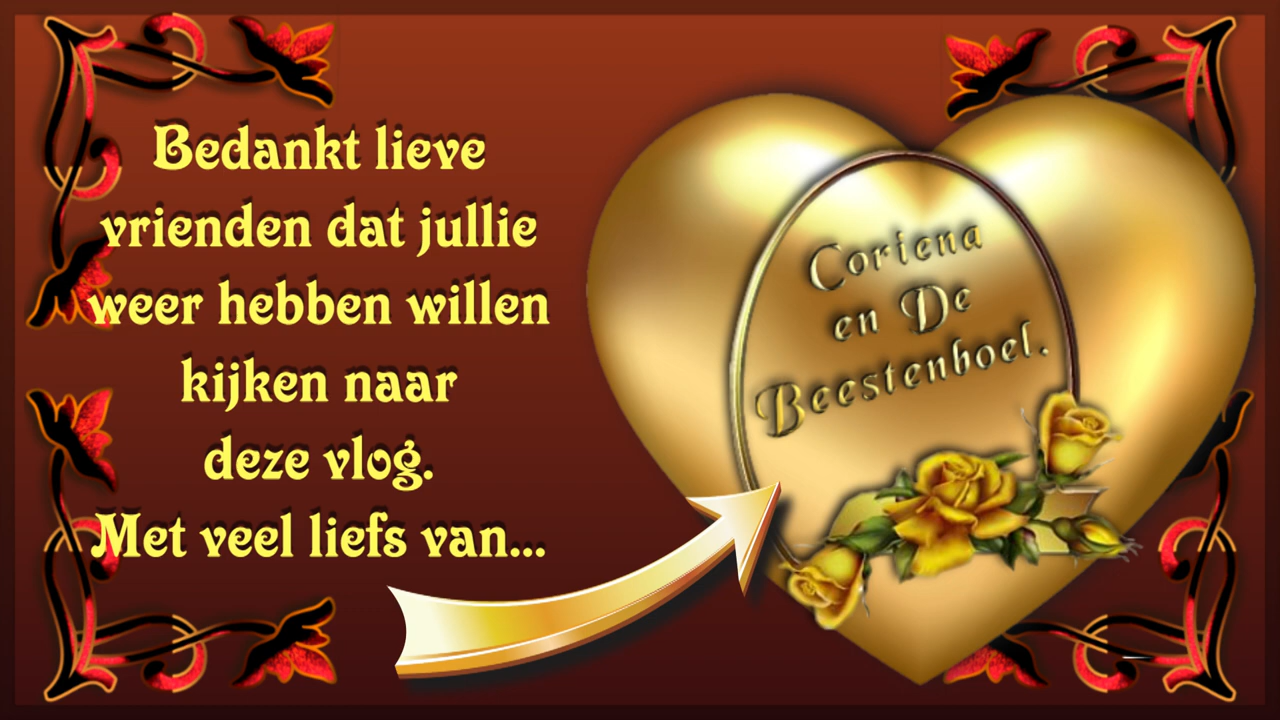 Bedankt lieve
vrienden dat jullie
weer hebben willen
kijken naar
deze vlog.
Met veel liefs van...
Coriena
en De
Beestenboel.